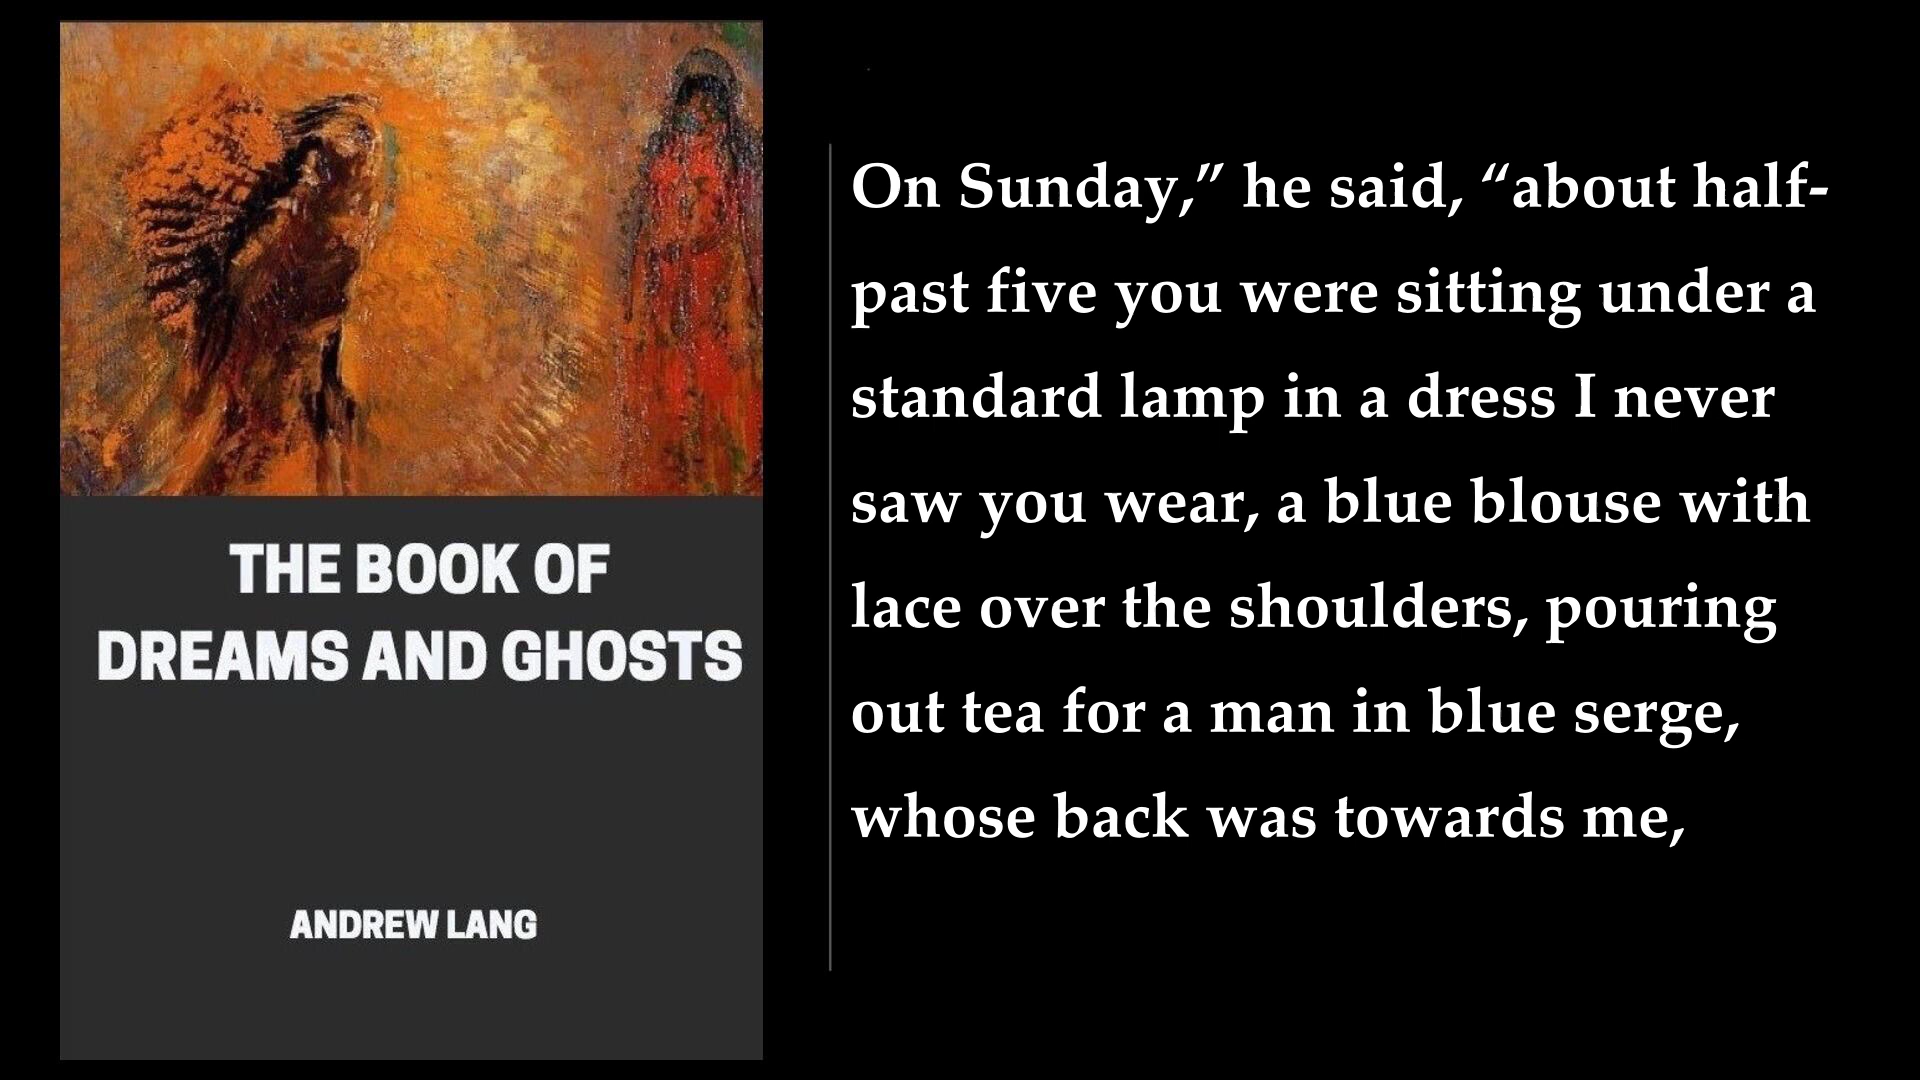 THE BOOK OF
DREAMS AND GHOSTS
ANDREW LANG
On Sunday,” he said, “about half-
past five you were sitting under a
standard lamp in a dress I never
saw you wear, a blue blouse with
lace over the shoulders, pouring
out tea for a man in blue serge,
whose back was towards me,